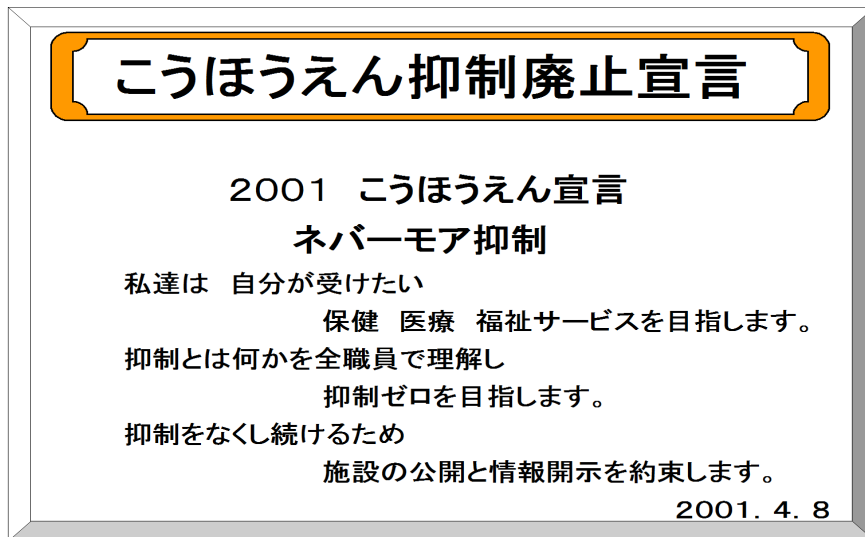 こうほうえん抑制廃止宣言
２００１　こうほうえん宣言
ネバーモア抑制
私達は　自分が受けたい
保健　医療　福祉サービスを目指します。
抑制とは何かを全職員で理解し
抑制ゼロを目指します。
抑制をなくし続けるため
施設の公開と情報開示を約束します。
２００１．４．８